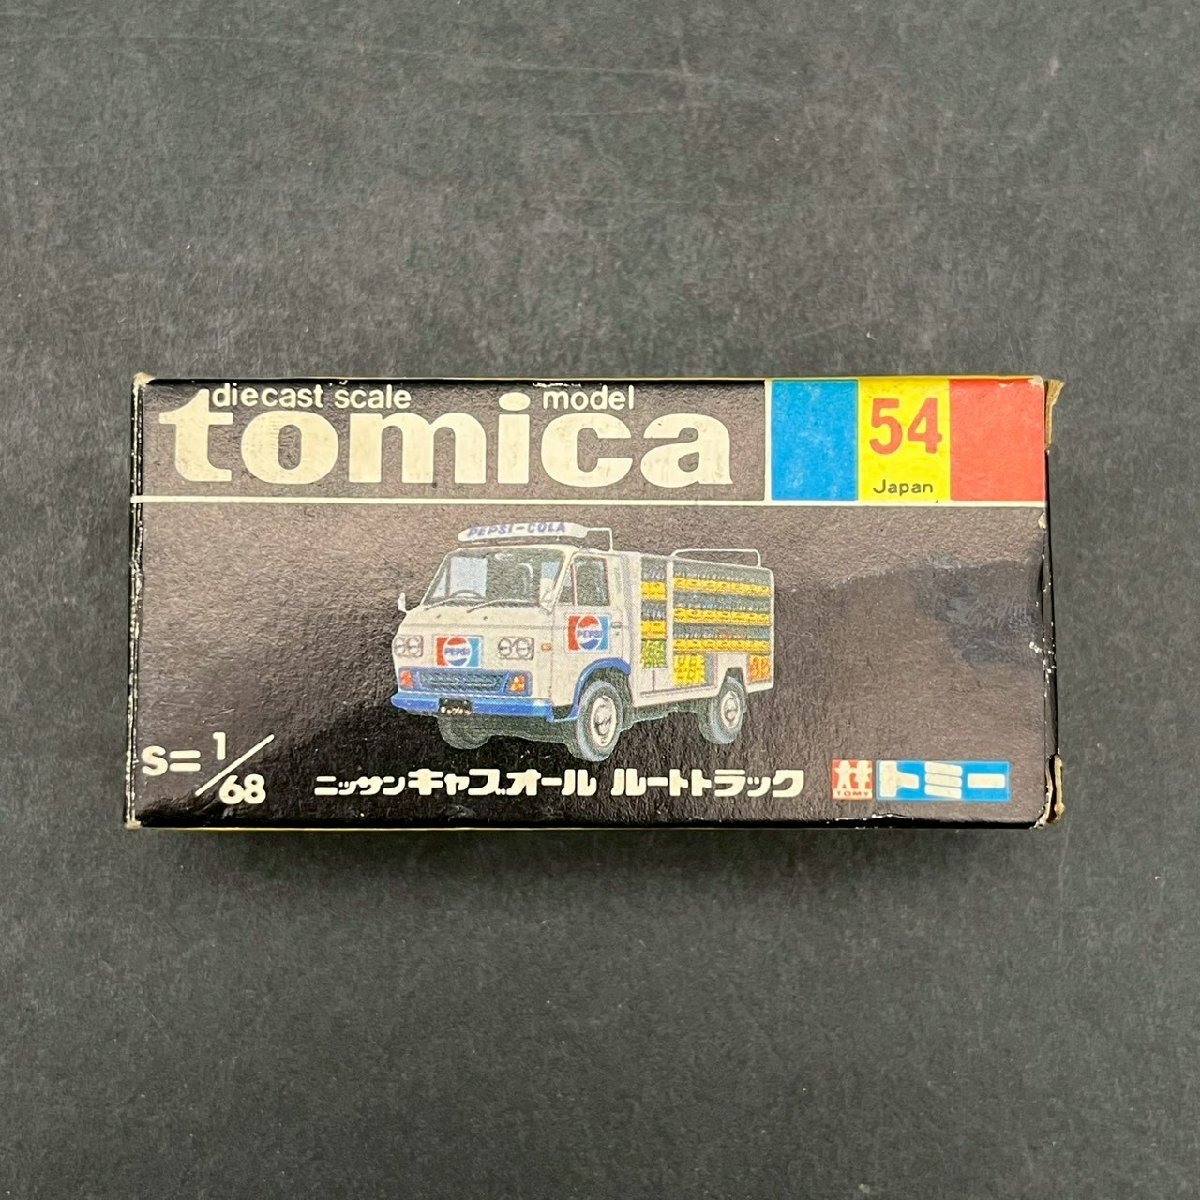 diecast scale model
tomica
54
Japan
PEPSI-COLA
PEPSI
PEPSI
S=1/68
ニッサンキャブオール ルートトラック
TOMY
トミー